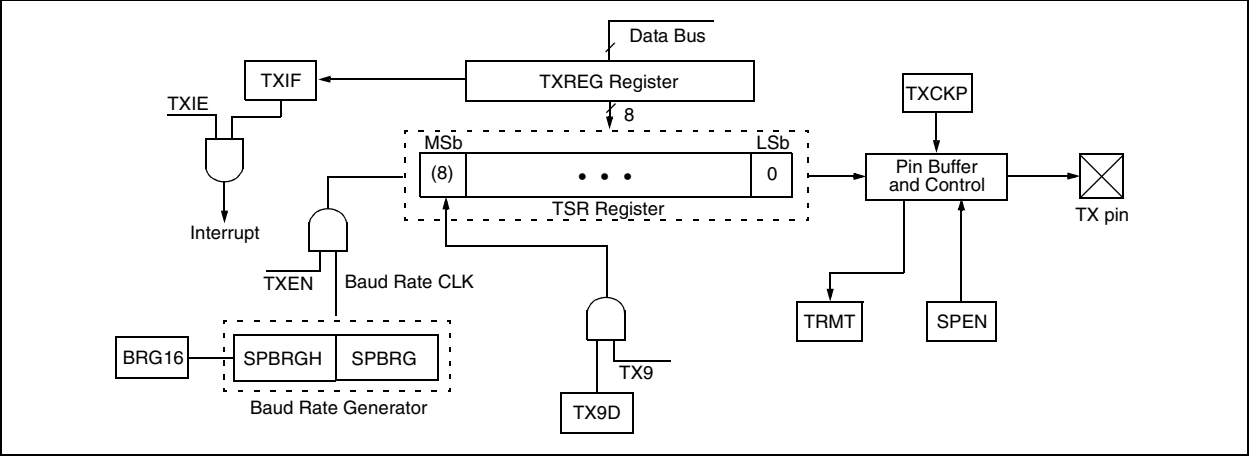 Data Bus
TXIF
TXREG Register
TXCKP
TXIE
8
MSb
LSb
(8)
• • •
0
Pin Buffer
and Control
TSR Register
TX pin
Interrupt
TXEN
Baud Rate CLK
TRMT
SPEN
BRG16
SPBRGH
SPBRG
TX9
Baud Rate Generator
TX9D